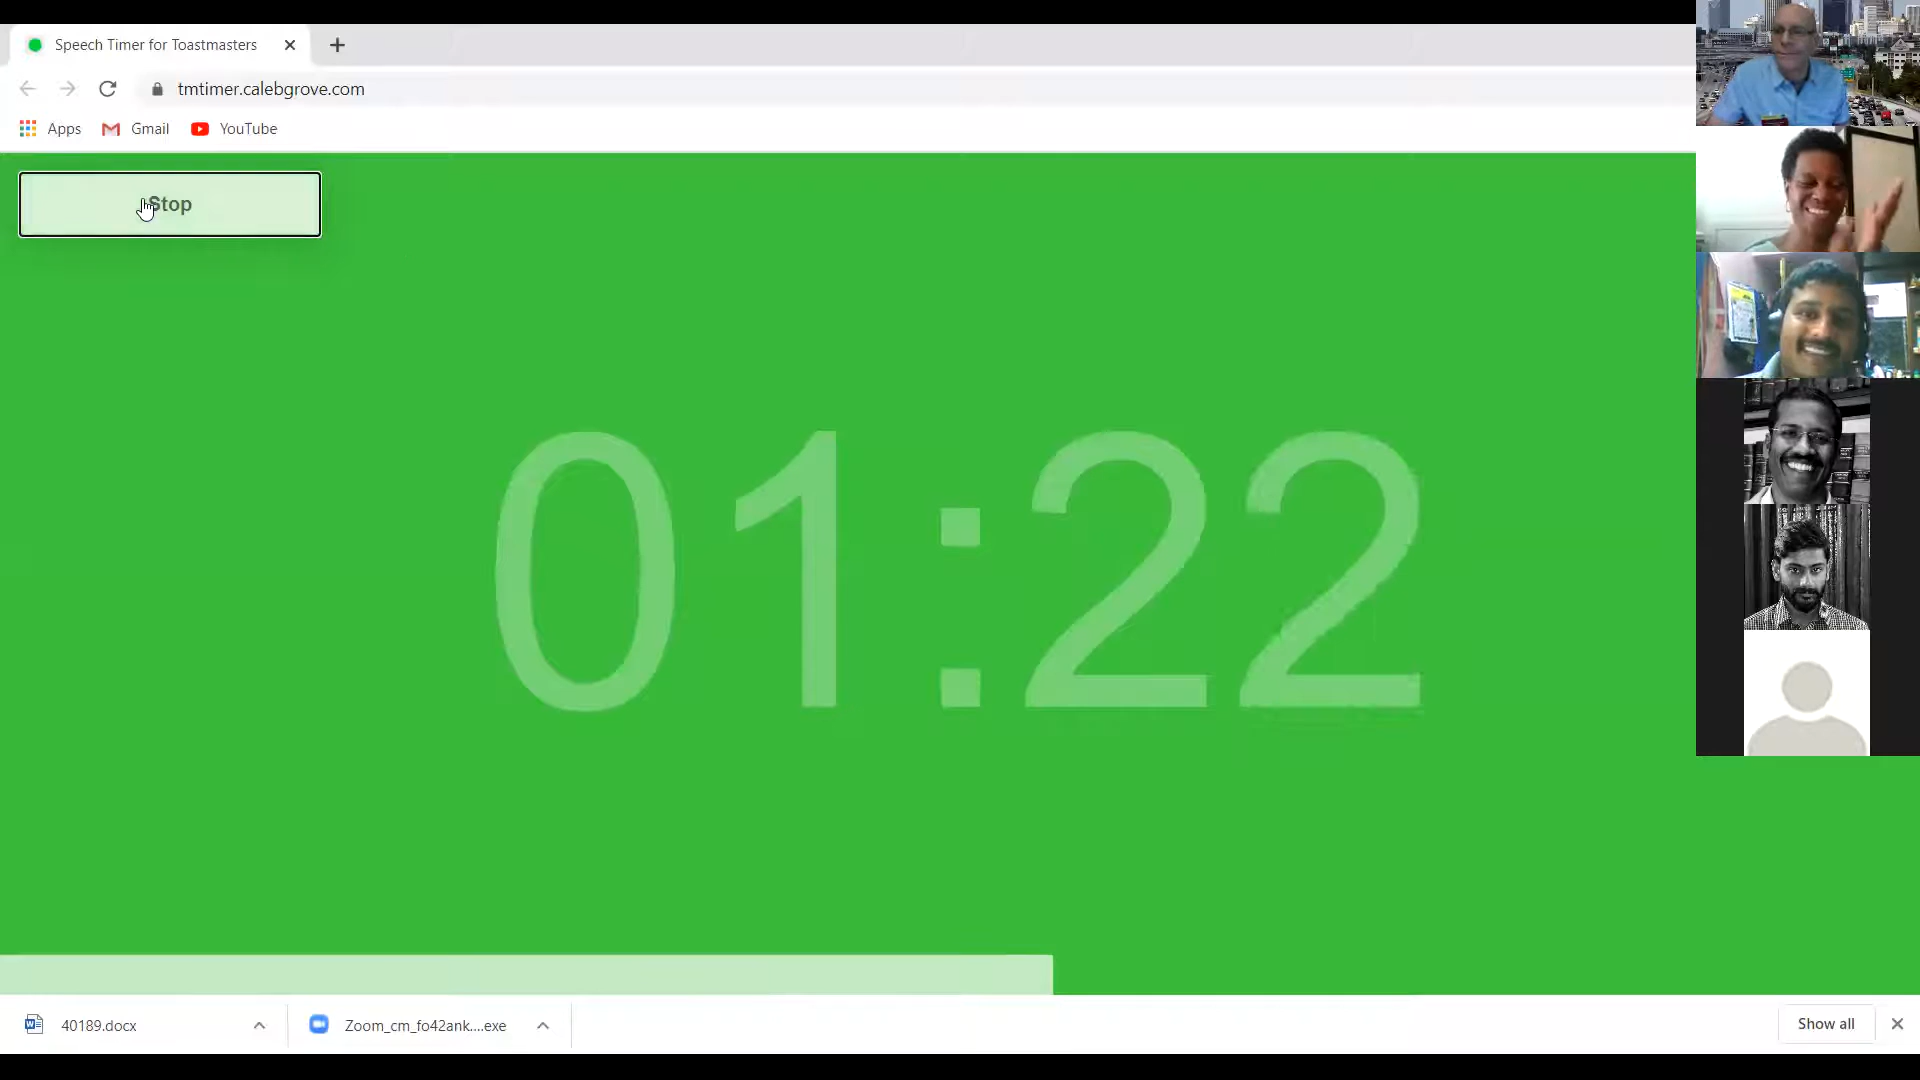 Speech Timer for Toastmasters
tmtimer.calebgrove.com
Apps Gmail YouTube
Stop
01:22
40189.docx
Zoom_cm_fo42ank....exe
Show all